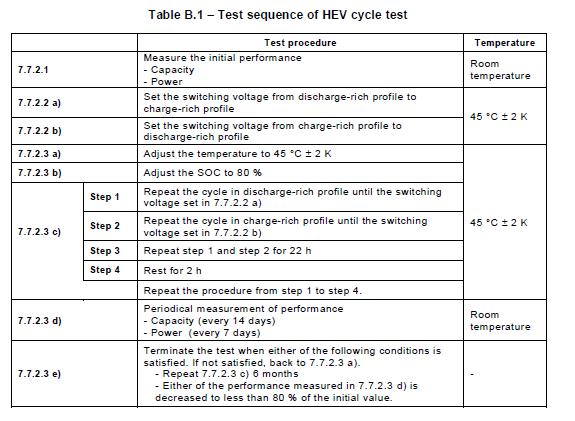 Table B.1 – Test sequence of HEV cycle test
Test procedure
Temperature
7.7.2.1
Measure the initial performance
- Capacity
- Power
Room
temperature
7.7.2.2 a)
Set the switching voltage from discharge-rich profile to
charge-rich profile
45 °C ± 2 K
7.7.2.2 b)
Set the switching voltage from charge-rich profile to
discharge-rich profile
7.7.2.3 a)
Adjust the temperature to 45 °C ± 2 K
45 °C ± 2 K
7.7.2.3 b)
Adjust the SOC to 80 %
7.7.2.3 c)
Step 1
Repeat the cycle in discharge-rich profile until the switching
voltage set in 7.7.2.2 a)
Step 2
Repeat the cycle in charge-rich profile until the switching
voltage set in 7.7.2.2 b)
Step 3
Repeat step 1 and step 2 for 22 h
Step 4
Rest for 2 h
Repeat the procedure from step 1 to step 4.
7.7.2.3 d)
Periodical measurement of performance
- Capacity (every 14 days)
- Power (every 7 days)
Room
temperature
7.7.2.3 e)
Terminate the test when either of the following conditions is
satisfied. If not satisfied, back to 7.7.2.3 a).
- Repeat 7.7.2.3 c) 6 months
- Either of the performance measured in 7.7.2.3 d) is
decreased to less than 80 % of the initial value.
-